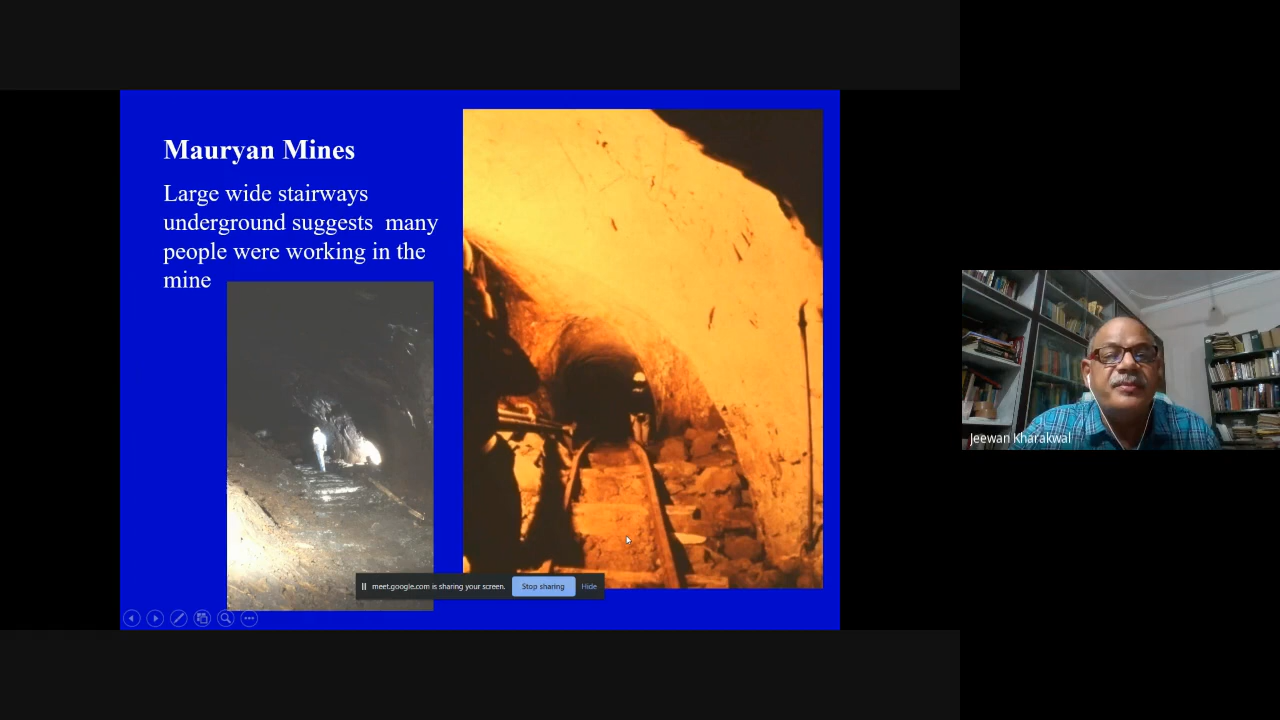 Mauryan Mines
Large wide stairways
underground suggests  many
people were working in the
mine
meet.google.com is sharing your screen.
Stop sharing
Hide
Jeewan Kharakwal